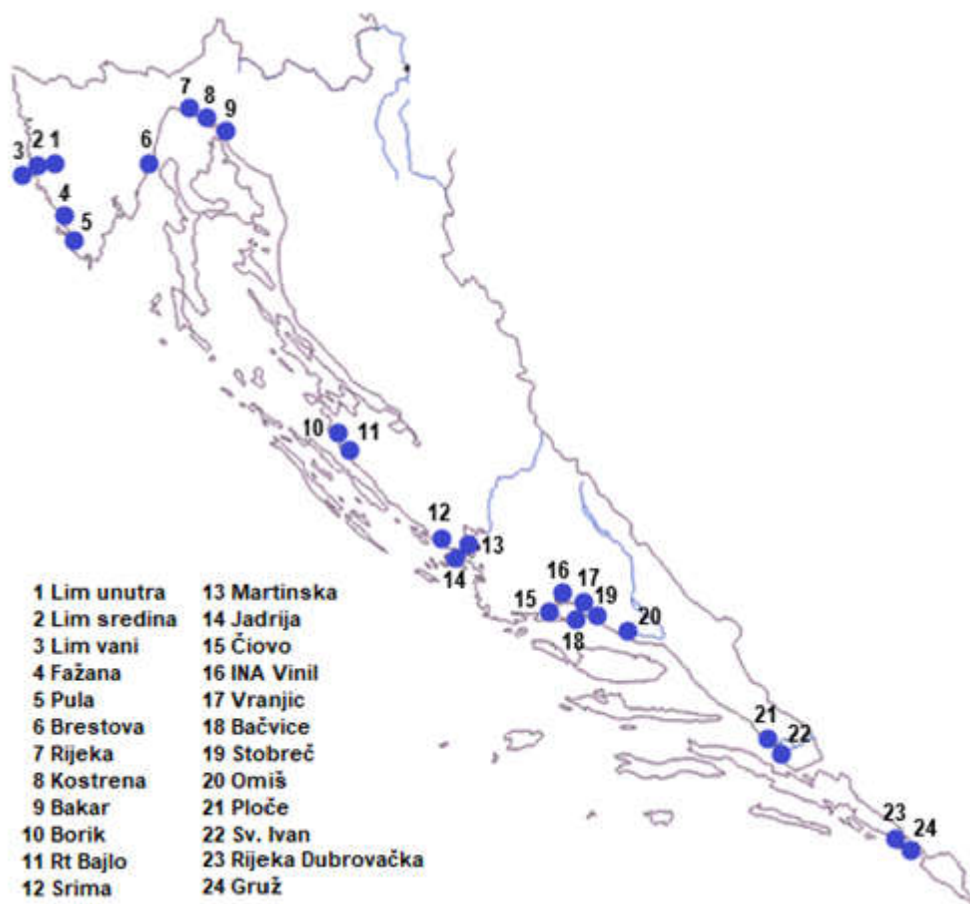 7
8
9
2 1
3
6
4
5
10
11
12
13
14
16
17
15
19
18
20
21
22
23
24
1 Lim unutra
2 Lim sredina
3 Lim vani
4 Fažana
5 Pula
6 Brestova
7 Rijeka
8 Kostrena
9 Bakar
10 Borik
11 Rt Bajlo
12 Srima
13 Martinska
14 Jadrija
15 Čiovo
16 INA Vinil
17 Vranjic
18 Bačvice
19 Stobreč
20 Omiš
21 Ploče
22 Sv. Ivan
23 Rijeka Dubrovačka
24 Gruž